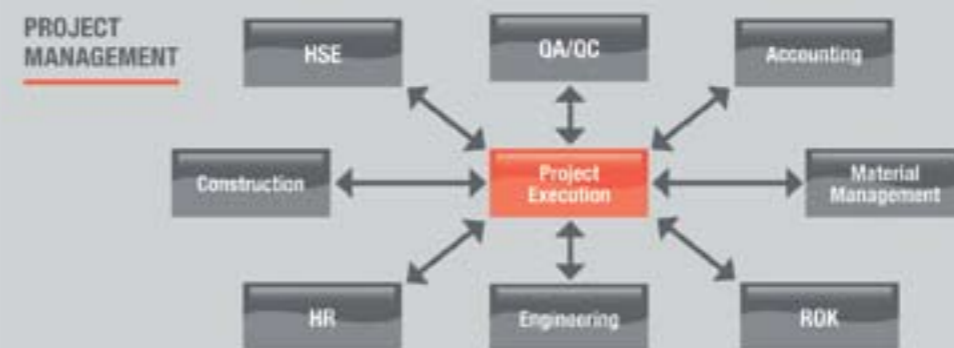 PROJECT
MANAGEMENT
HSE
QA/QC
Accounting
Construction
Project
Execution
Material
Management
HR
Engineering
ROK